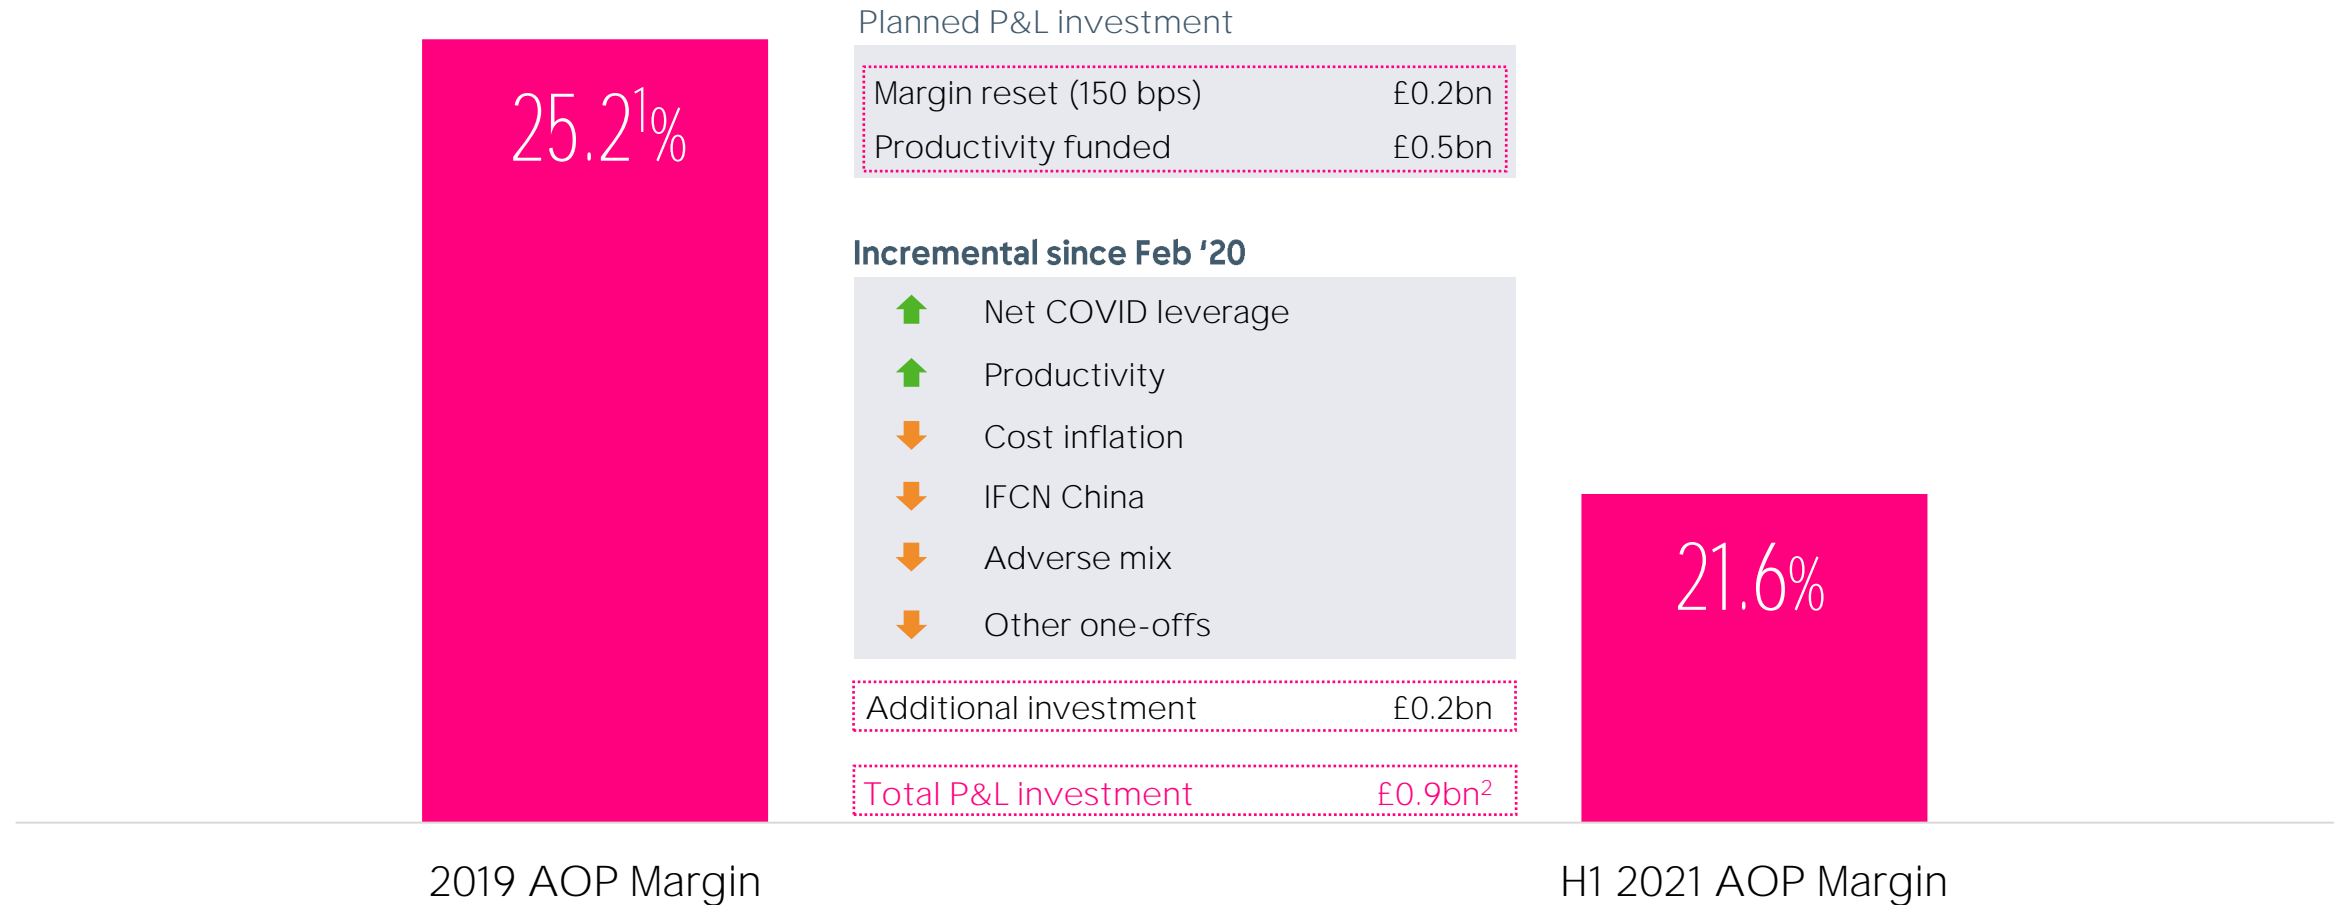 Planned P&L investment
25.2¹%
Margin reset (150 bps) £0.2bn
Productivity funded £0.5bn
Incremental since Feb ‘20
Net COVID leverage
Productivity
Cost inflation
IFCN China
Adverse mix
Other one-offs
21.6%
Additional investment £0.2bn
Total P&L investment £0.9bn²
2019 AOP Margin
H1 2021 AOP Margin